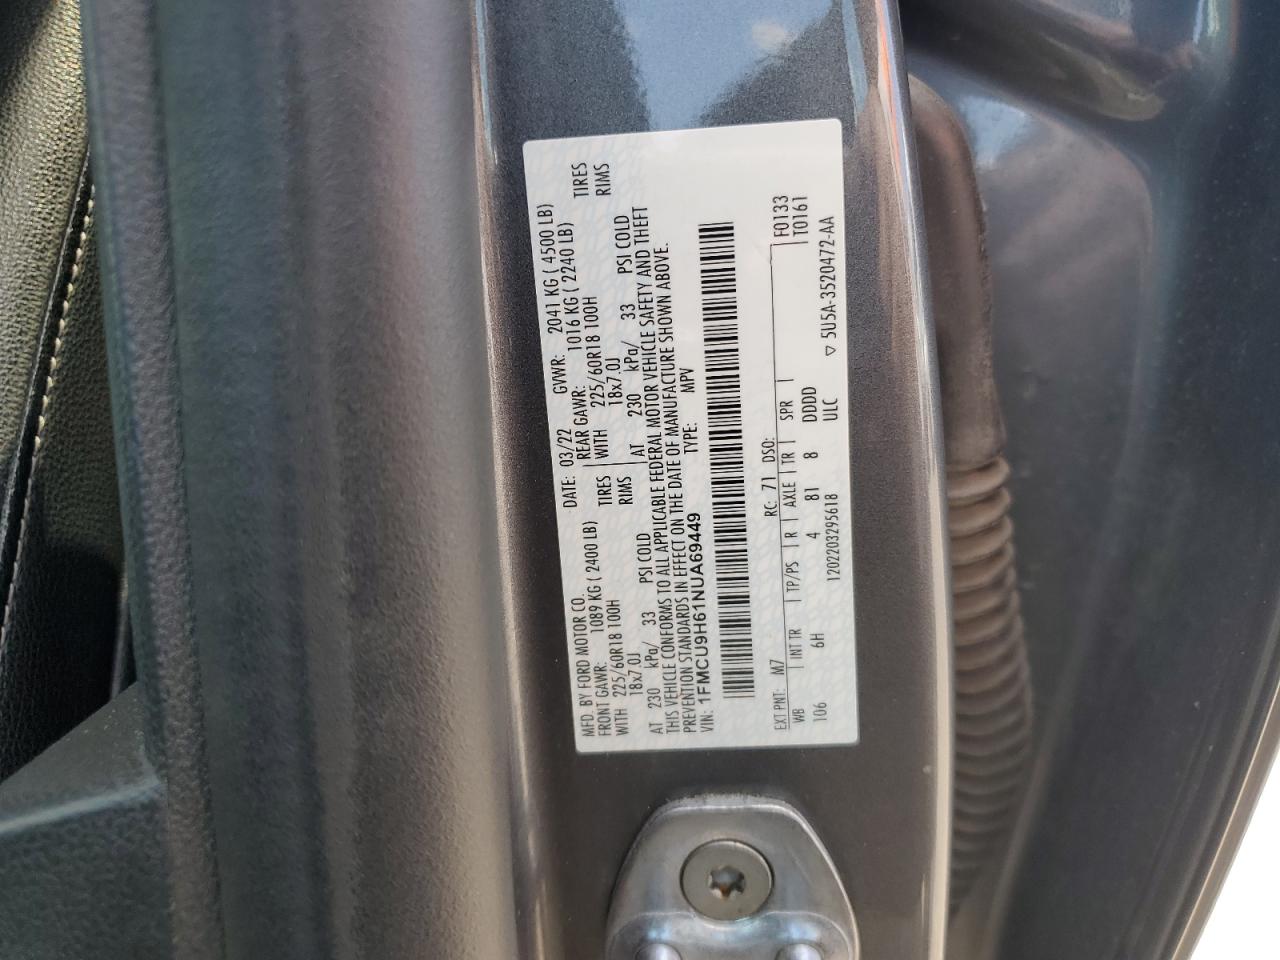 MFD. BY FORD MOTOR CO. DATE: 03/22 GVWR: 2041 KG ( 4500 LB)
FRONT GAWR: 1089 KG ( 2400 LB) REAR GAWR: 1016 KG ( 2240 LB)
WITH 225/60R18 100H TIRES WITH 225/60R18 100H TIRES
18x7.0J RIMS 18x7.0J RIMS
AT 230 kPa/ 33 PSI COLD AT 230 kPa/ 33 PSI COLD
THIS VEHICLE CONFORMS TO ALL APPLICABLE FEDERAL MOTOR VEHICLE SAFETY AND THEFT
PREVENTION STANDARDS IN EFFECT ON THE DATE OF MANUFACTURE SHOWN ABOVE.
VIN: 1FMCU9H61NUA69449 TYPE: MPV
EXT PNT: M7 RC: 71 DSO: F0133
WB INT TR TP/PS R AXLE TR SPR T0161
106 6H 4 81 8 DDDD
1202203295618 ULC ▽ 5U5A-3520472-AA